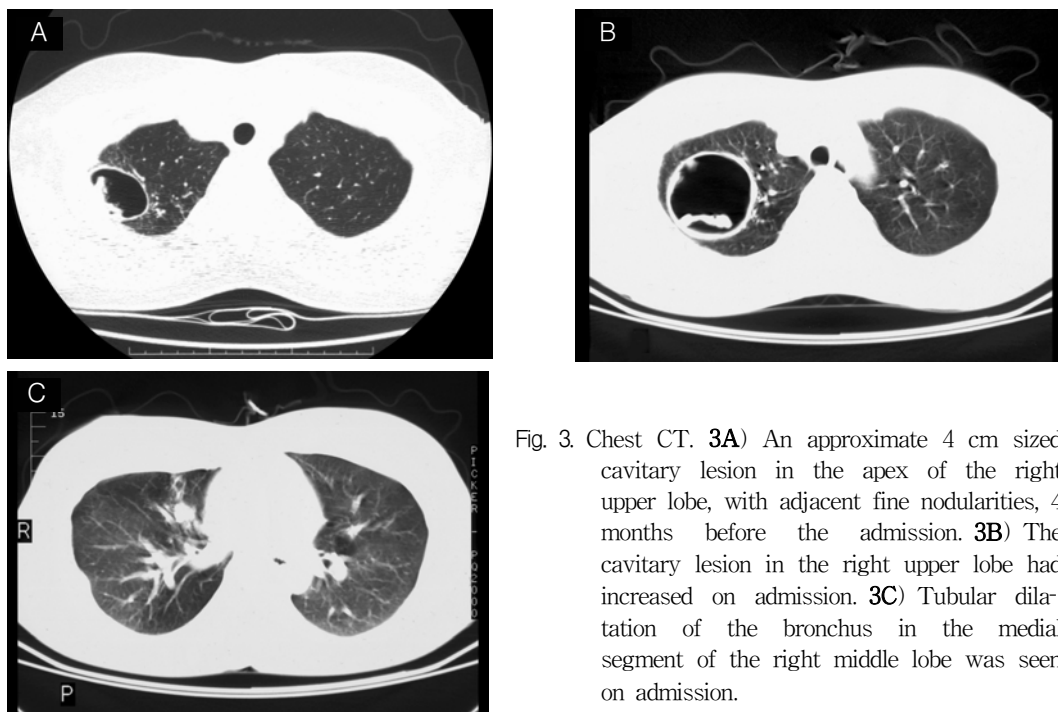 A
B
C
15
R
P
PICKER - PQ2000
Fig. 3. Chest CT. 3A) An approximate 4 cm sized
cavitary lesion in the apex of the right
upper lobe, with adjacent fine nodularities, 4
months before the admission. 3B) The
cavitary lesion in the right upper lobe had
increased on admission. 3C) Tubular dila-
tation of the bronchus in the medial
segment of the right middle lobe was seen
on admission.